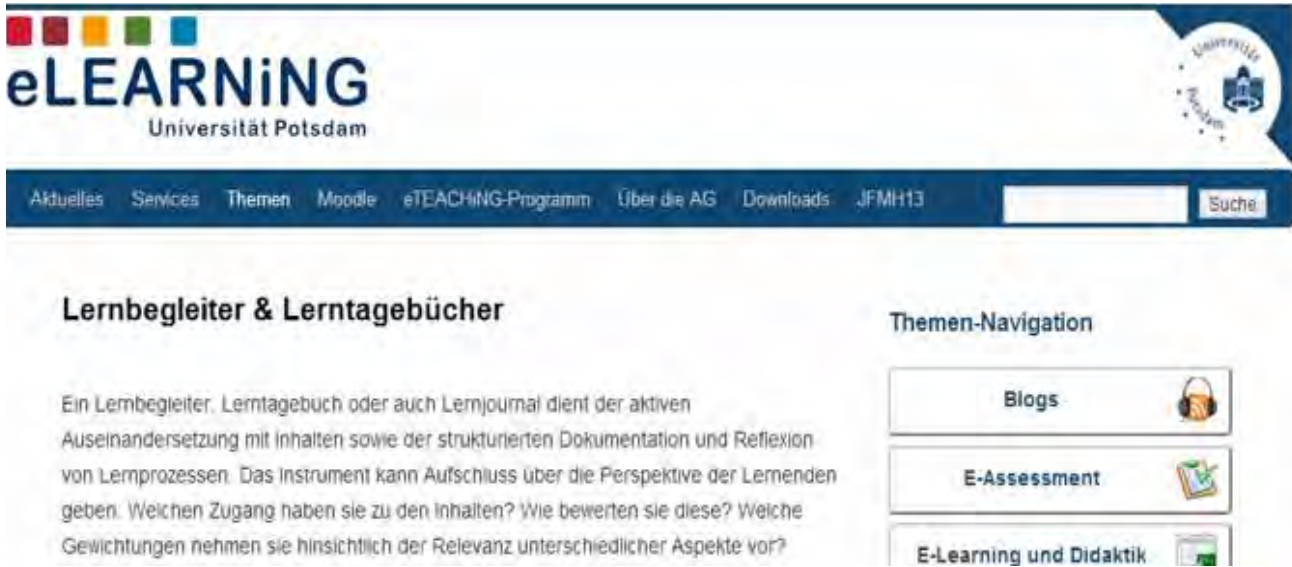 eLEARNiNG
Universität Potsdam
Universität
Potsdam
Aktuelles Services Themen Moodle eTEACHiNG-Programm Über die AG Downloads JFMH13 Suche
Lernbegleiter & Lerntagebücher
Ein Lernbegleiter, Lerntagebuch oder auch Lernjournal dient der aktiven
Auseinandersetzung mit Inhalten sowie der strukturierten Dokumentation und Reflexion
von Lernprozessen. Das Instrument kann Aufschluss über die Perspektive der Lernenden
geben. Welchen Zugang haben sie zu den Inhalten? Wie bewerten sie diese? Welche
Gewichtungen nehmen sie hinsichtlich der Relevanz unterschiedlicher Aspekte vor?
Themen-Navigation
Blogs
E-Assessment
E-Learning und Didaktik